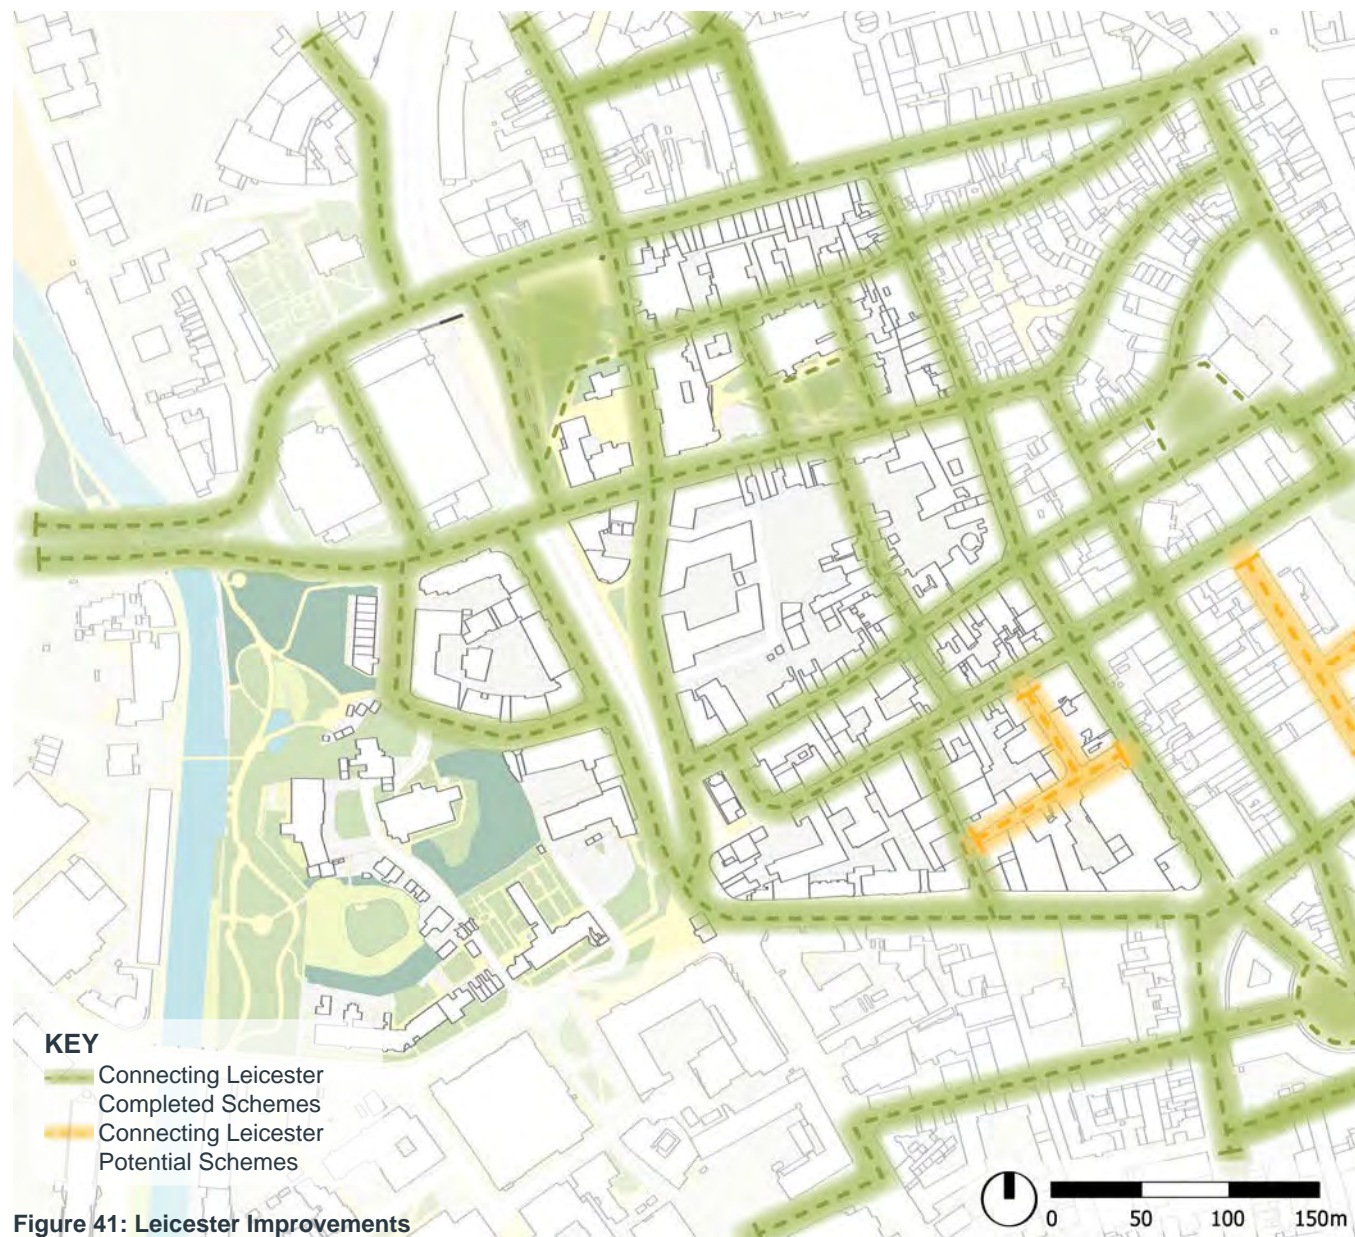 KEY
Connecting Leicester
Completed Schemes
Connecting Leicester
Potential Schemes
Figure 41: Leicester Improvements
0 50 100 150m